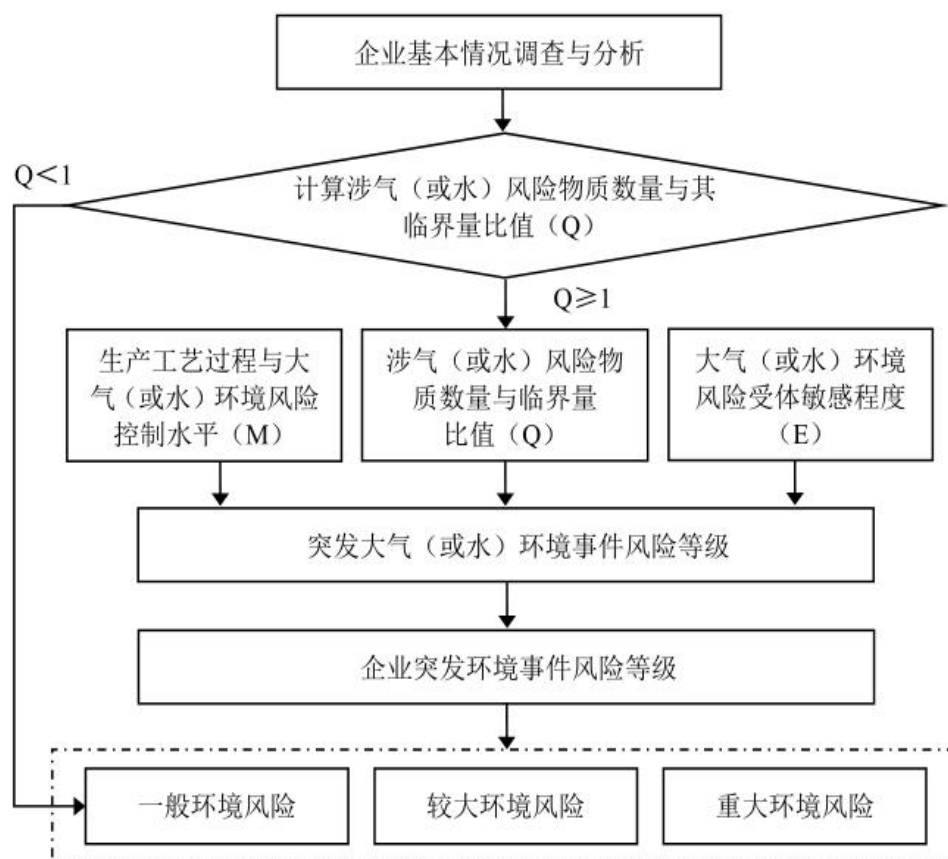 企业基本情况调查与分析
Q＜1
计算涉气（或水）风险物质数量与其
临界量比值（Q）
Q≥1
生产工艺过程与大
气（或水）环境风险
控制水平（M）
涉气（或水）风险物
质数量与临界量
比值（Q）
大气（或水）环境
风险受体敏感程度
（E）
突发大气（或水）环境事件风险等级
企业突发环境事件风险等级
一般环境风险
较大环境风险
重大环境风险